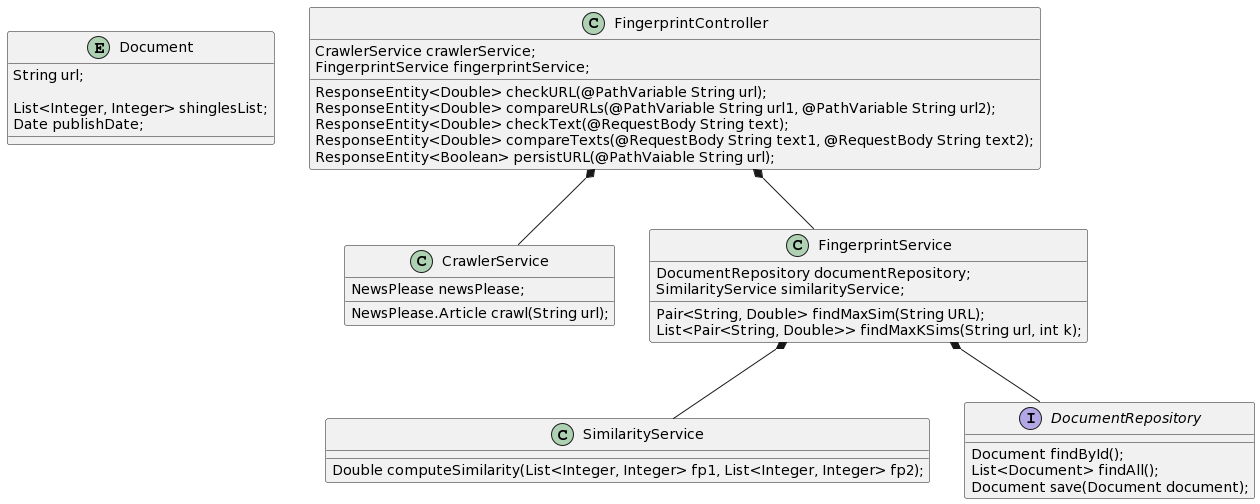 E Document
String url;
List<Integer, Integer> shinglesList;
Date publishDate;
C FingerprintController
CrawlerService crawlerService;
FingerprintService fingerprintService;
ResponseEntity<Double> checkURL(@PathVariable String url);
ResponseEntity<Double> compareURLs(@PathVariable String url1, @PathVariable String url2);
ResponseEntity<Double> checkText(@RequestBody String text);
ResponseEntity<Double> compareTexts(@RequestBody String text1, @RequestBody String text2);
ResponseEntity<Boolean> persistURL(@PathVaiable String url);
C CrawlerService
NewsPlease newsPlease;
NewsPlease.Article crawl(String url);
C FingerprintService
DocumentRepository documentRepository;
SimilarityService similarityService;
Pair<String, Double> findMaxSim(String URL);
List<Pair<String, Double>> findMaxKSims(String url, int k);
C SimilarityService
Double computeSimilarity(List<Integer, Integer> fp1, List<Integer, Integer> fp2);
I DocumentRepository
Document findById();
List<Document> findAll();
Document save(Document document);